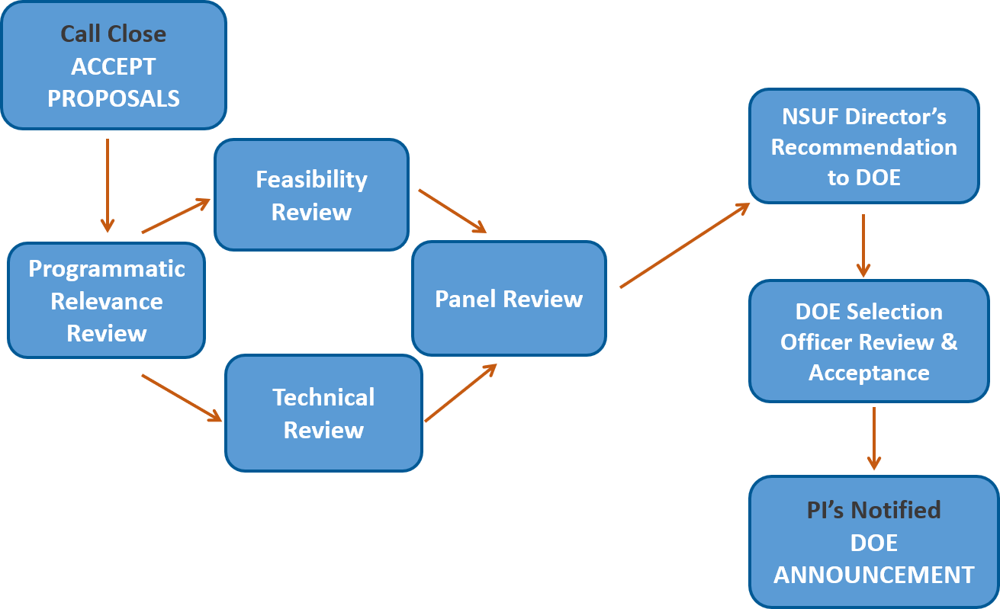 Call Close
ACCEPT
PROPOSALS
Programmatic
Relevance
Review
Feasibility
Review
Technical
Review
Panel Review
NSUF Director’s
Recommendation
to DOE
DOE Selection
Officer Review &
Acceptance
PI’s Notified
DOE
ANNOUNCEMENT